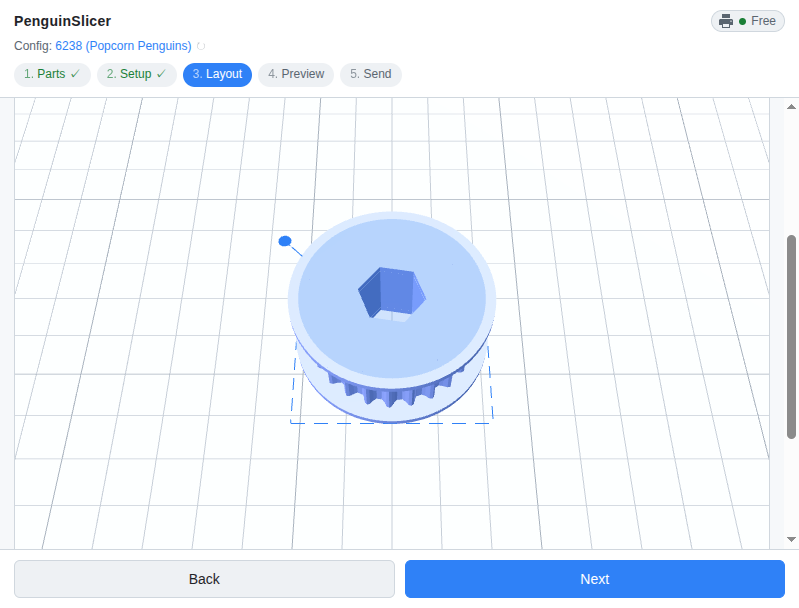 PenguinSlicer
Free
Config: 6238 (Popcorn Penguins)
1. Parts ✓
2. Setup ✓
3. Layout
4. Preview
5. Send
Back
Next